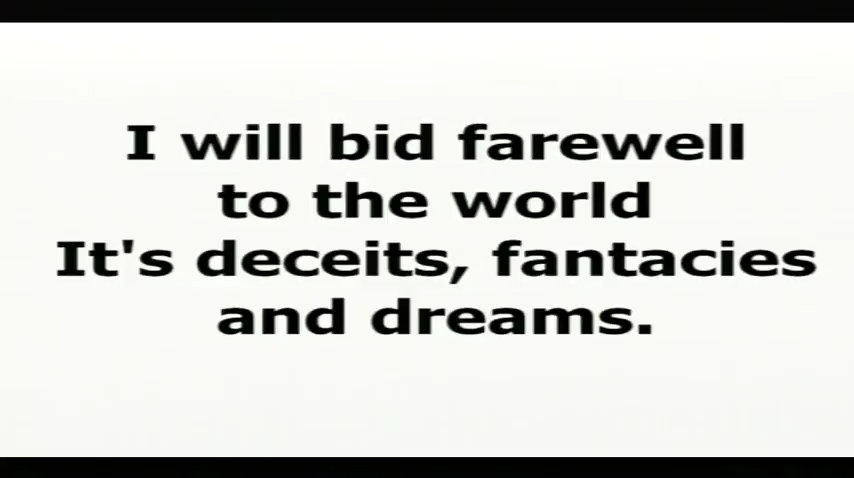 I will bid farewell
to the world
It's deceits, fantacies
and dreams.